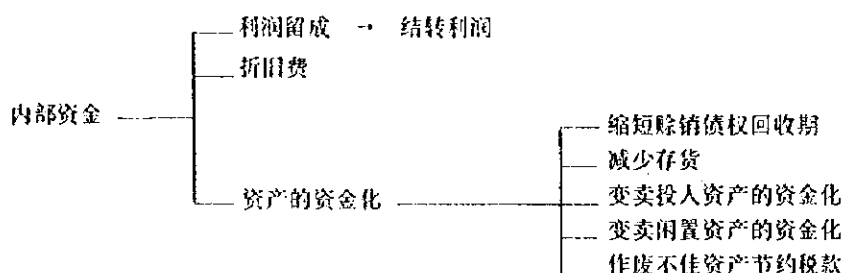 利润留成 → 结转利润
折旧费
内部资金
缩短赊销债权回收期
减少存货
资产的资金化
变卖投人资产的资金化
变卖闲置资产的资金化
作废不佳资产节约税款